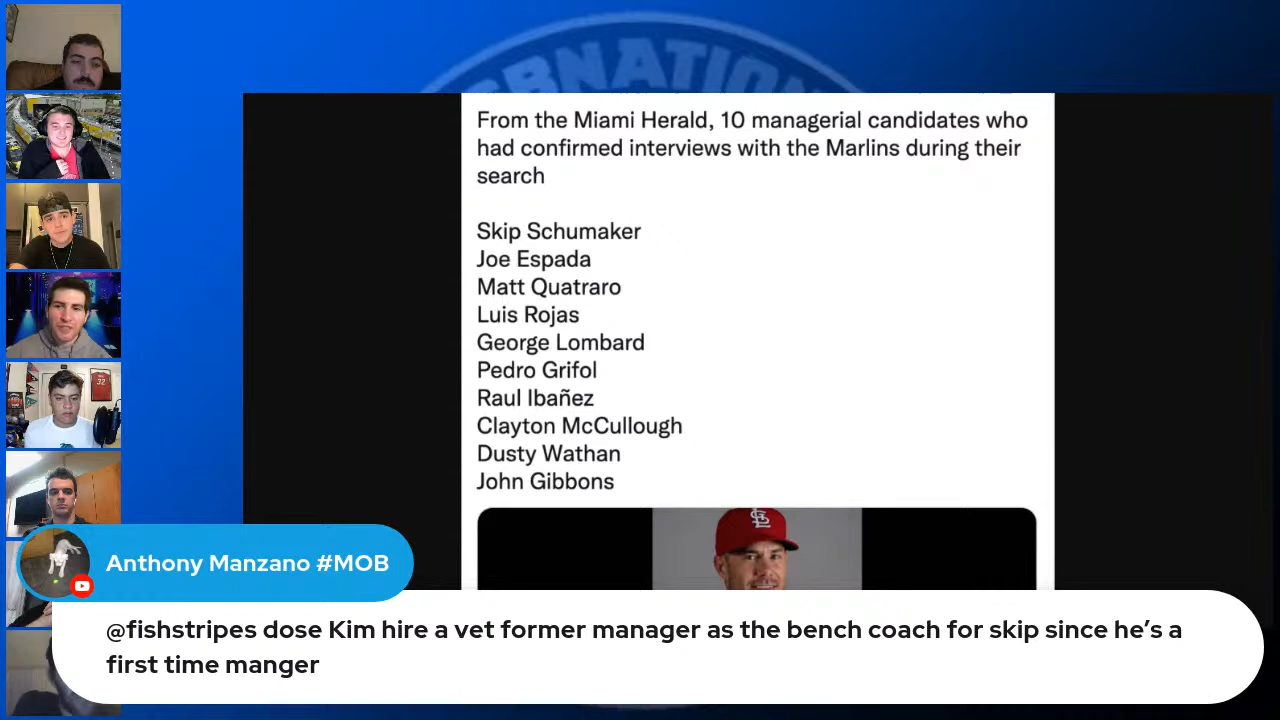 BNATION
From the Miami Herald, 10 managerial candidates who
had confirmed interviews with the Marlins during their
search
Skip Schumaker
Joe Espada
Matt Quatraro
Luis Rojas
George Lombard
Pedro Grifol
Raul Ibañez
Clayton McCullough
Dusty Wathan
John Gibbons
Anthony Manzano #MOB
@fishstripes dose Kim hire a vet former manager as the bench coach for skip since he’s a
first time manger
32